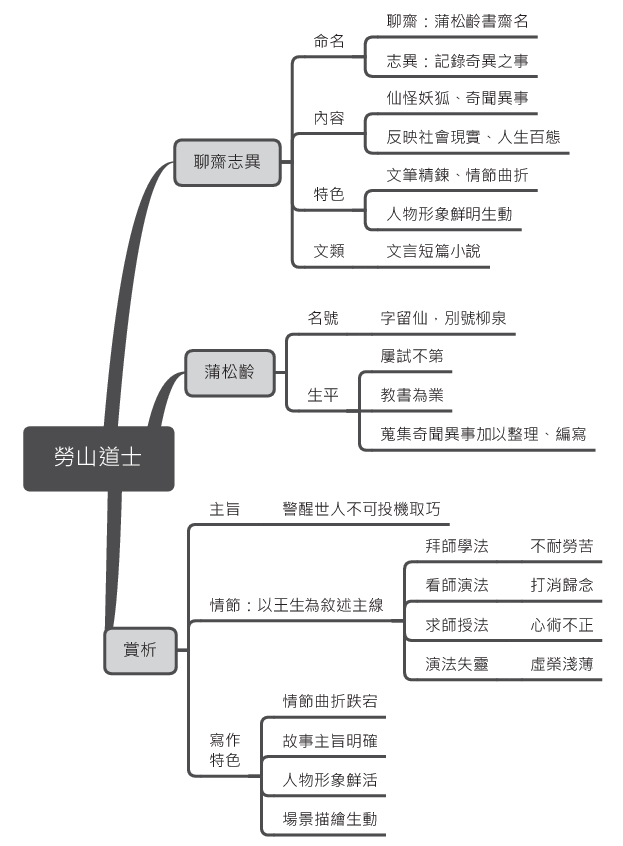 勞山道士
聊齋志異
命名
聊齋：蒲松齡書齋名
志異：記錄奇異之事
內容
仙怪妖狐、奇聞異事
反映社會現實、人生百態
特色
文筆精鍊、情節曲折
人物形象鮮明生動
文類
文言短篇小說
蒲松齡
名號
字留仙．別號柳泉
生平
屢試不第
教書為業
蒐集奇聞異事加以整理、編寫
賞析
主旨
警醒世人不可投機取巧
情節：以王生為敘述主線
拜師學法
不耐勞苦
看師演法
打消歸念
求師授法
心術不正
演法失靈
虛榮淺薄
寫作
特色
情節曲折跌宕
故事主旨明確
人物形象鮮活
場景描繪生動